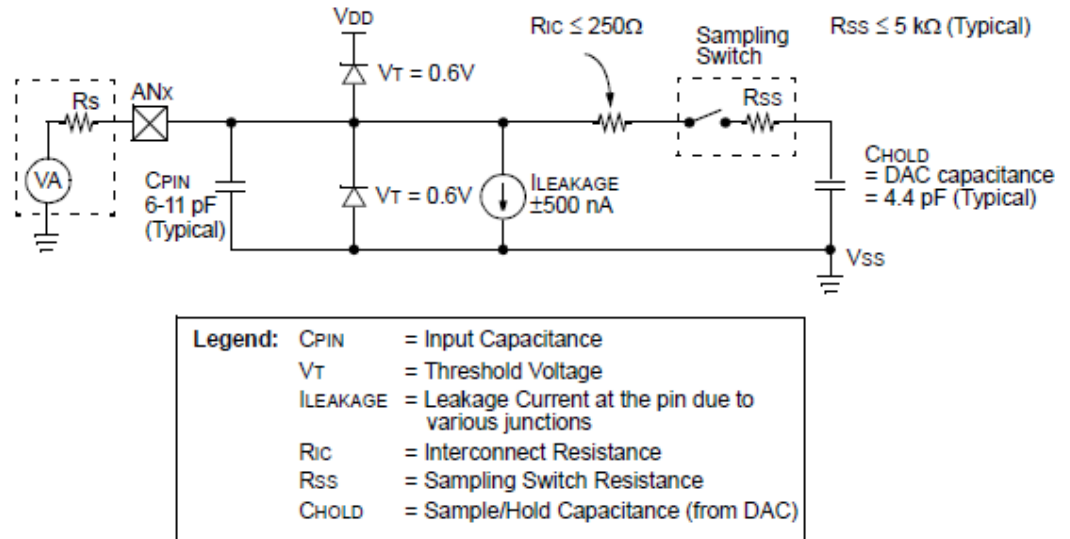 VDD
RIC ≤ 250Ω
Sampling
Switch
RSS ≤ 5 kΩ (Typical)
VT = 0.6V
Rs
ANx
RSS
VA
CPIN
6-11 pF
(Typical)
VT = 0.6V
ILEAKAGE
±500 nA
CHOLD
= DAC capacitance
= 4.4 pF (Typical)
VSS
Legend: CPIN = Input Capacitance
VT = Threshold Voltage
ILEAKAGE = Leakage Current at the pin due to
various junctions
RIC = Interconnect Resistance
RSS = Sampling Switch Resistance
CHOLD = Sample/Hold Capacitance (from DAC)